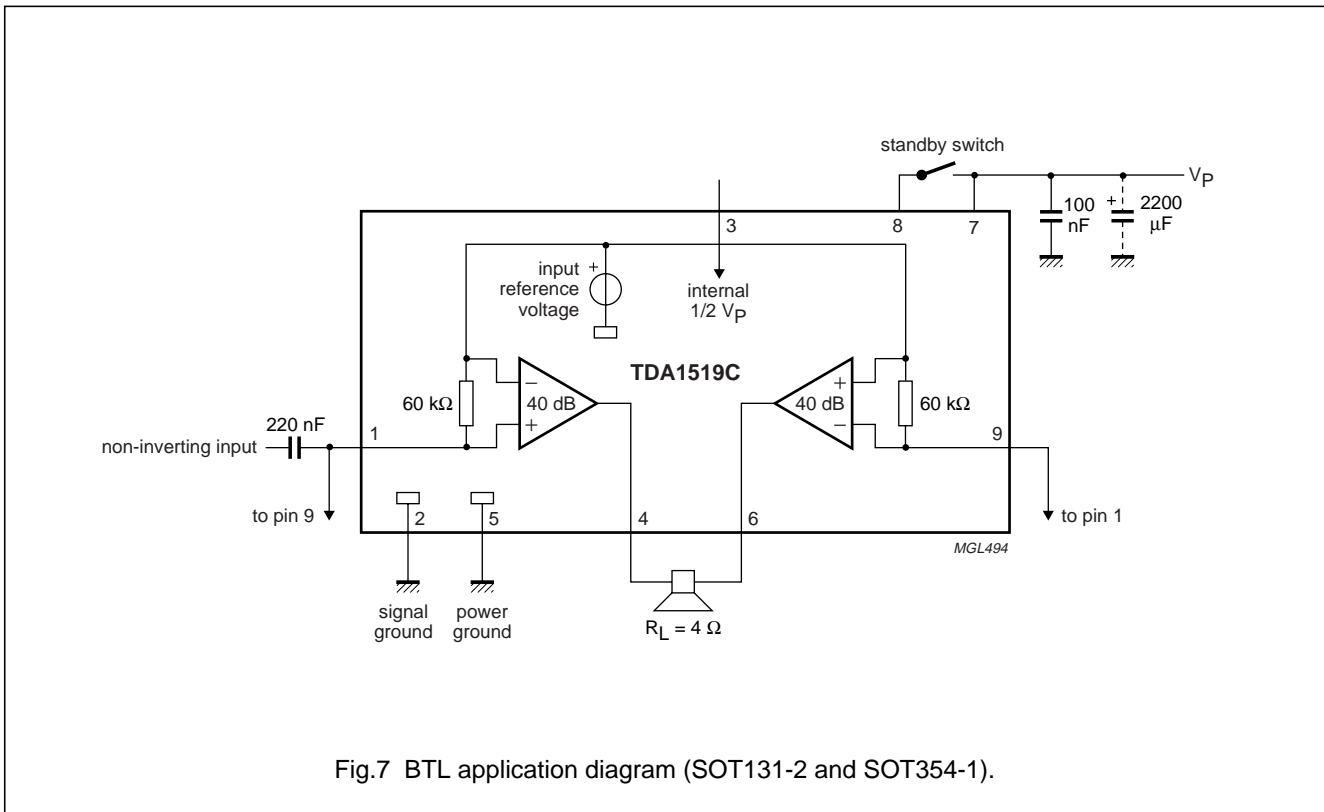 standby switch
V_P
100
nF
+
2200
µF
3
8
7
input
reference
voltage
+
internal
1/2 V_P
TDA1519C
60 kΩ
−
+
40 dB
+
−
40 dB
60 kΩ
220 nF
non-inverting input
1
9
to pin 9
2
5
4
6
to pin 1
MGL494
signal
ground
power
ground
R_L = 4 Ω
Fig.7 BTL application diagram (SOT131-2 and SOT354-1).